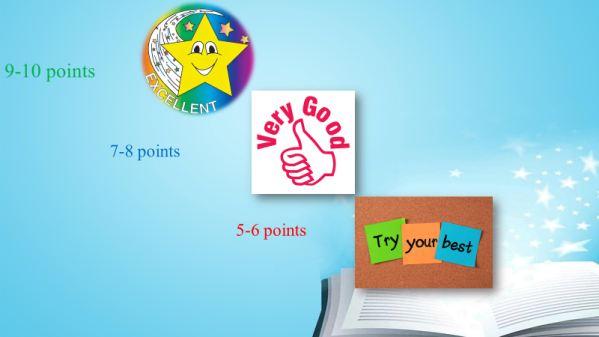 9-10 points
EXCELLENT
7-8 points
Very Good
5-6 points
Try your best